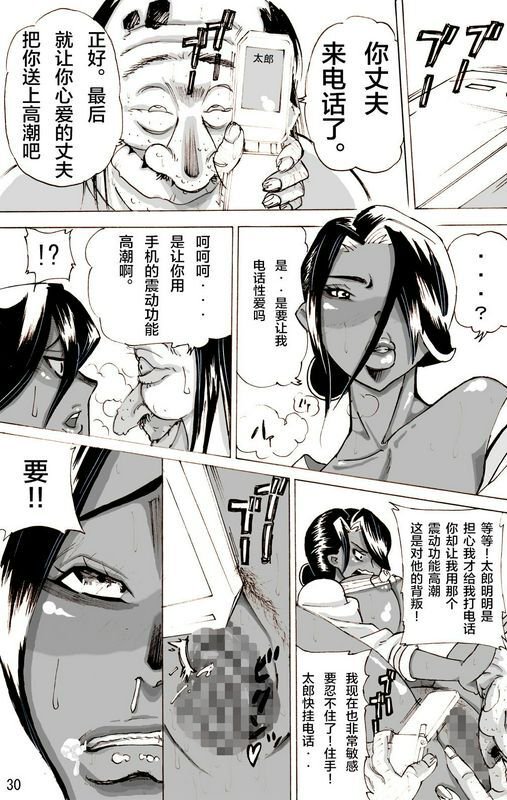 ブーブー
你丈夫
来电话了。
太郎
正好。最后
就让你心爱的丈夫
把你送上高潮吧
···?
是··是要让我
电话性爱吗
呵呵呵···
是让你用
手机的震动功能
高潮啊。
!?
等等!太郎明明是
担心我才给我打电话
你却让我用那个
震动功能高潮
这是对他的背叛!
我现在也非常敏感
要忍不住了!住手!
太郎快挂电话··
要!!
30